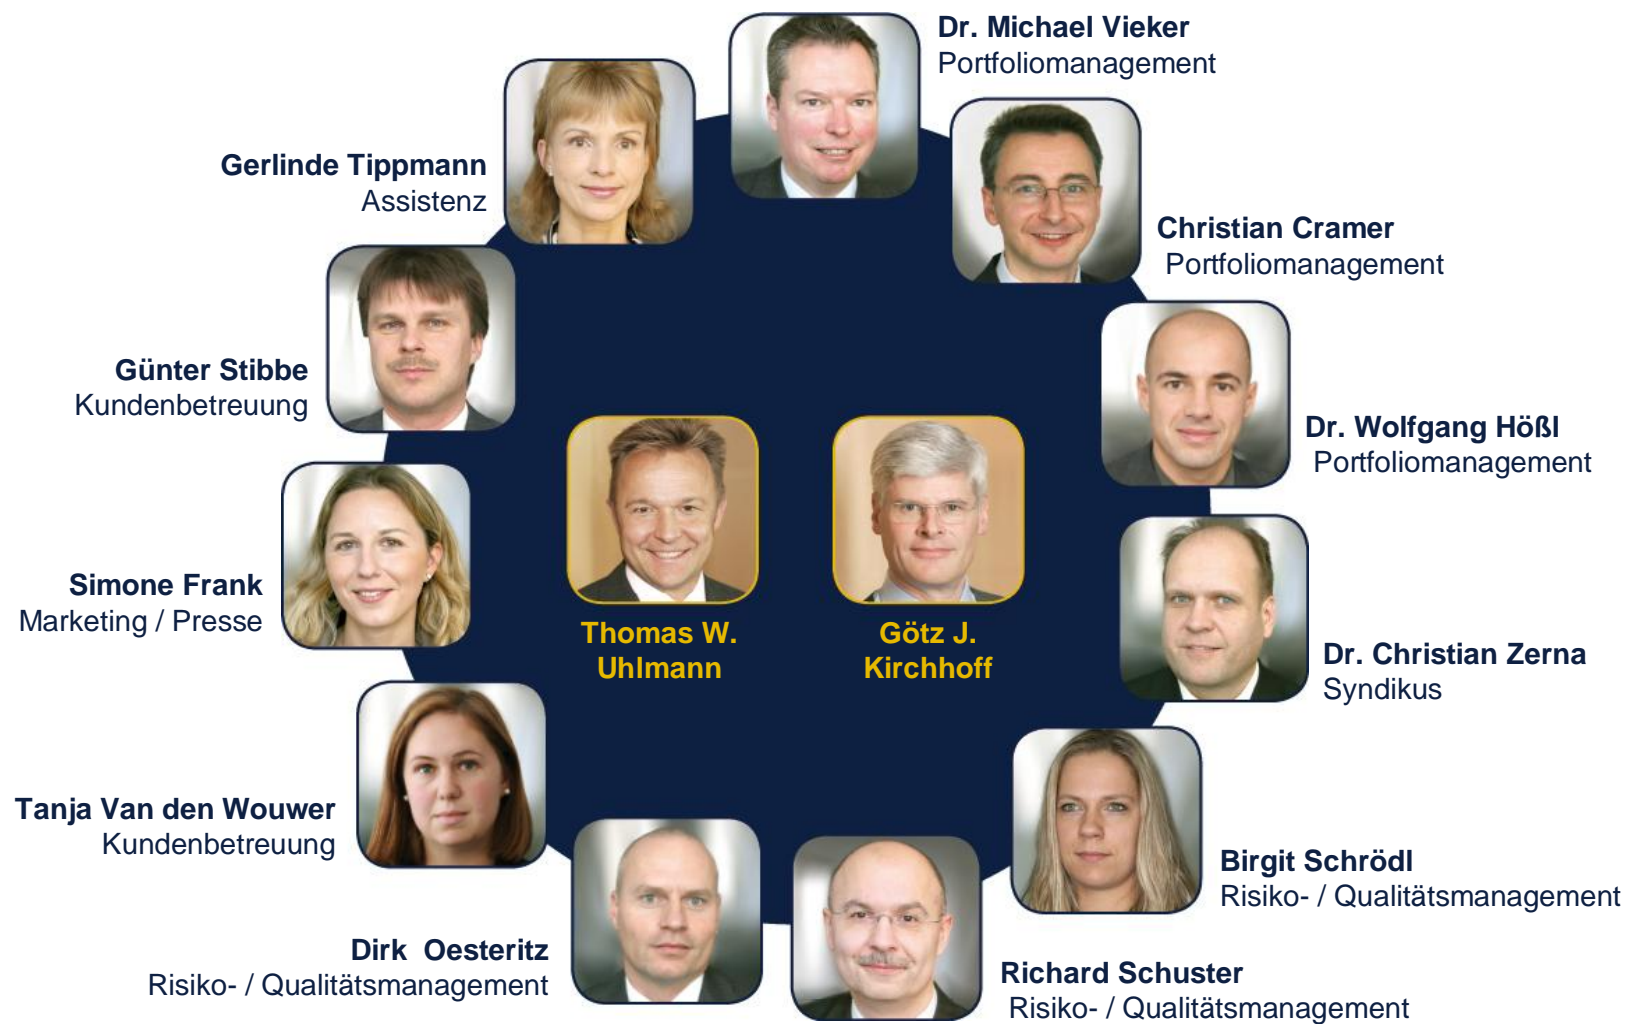 Dr. Michael Vieker
Portfoliomanagement
Gerlinde Tippmann
Assistenz
Christian Cramer
Portfoliomanagement
Günter Stibbe
Kundenbetreuung
Dr. Wolfgang Hößl
Portfoliomanagement
Simone Frank
Marketing / Presse
Thomas W.
Uhlmann
Götz J.
Kirchhoff
Dr. Christian Zerna
Syndikus
Tanja Van den Wouwer
Kundenbetreuung
Birgit Schrödl
Risiko- / Qualitätsmanagement
Dirk Oesteritz
Risiko- / Qualitätsmanagement
Richard Schuster
Risiko- / Qualitätsmanagement